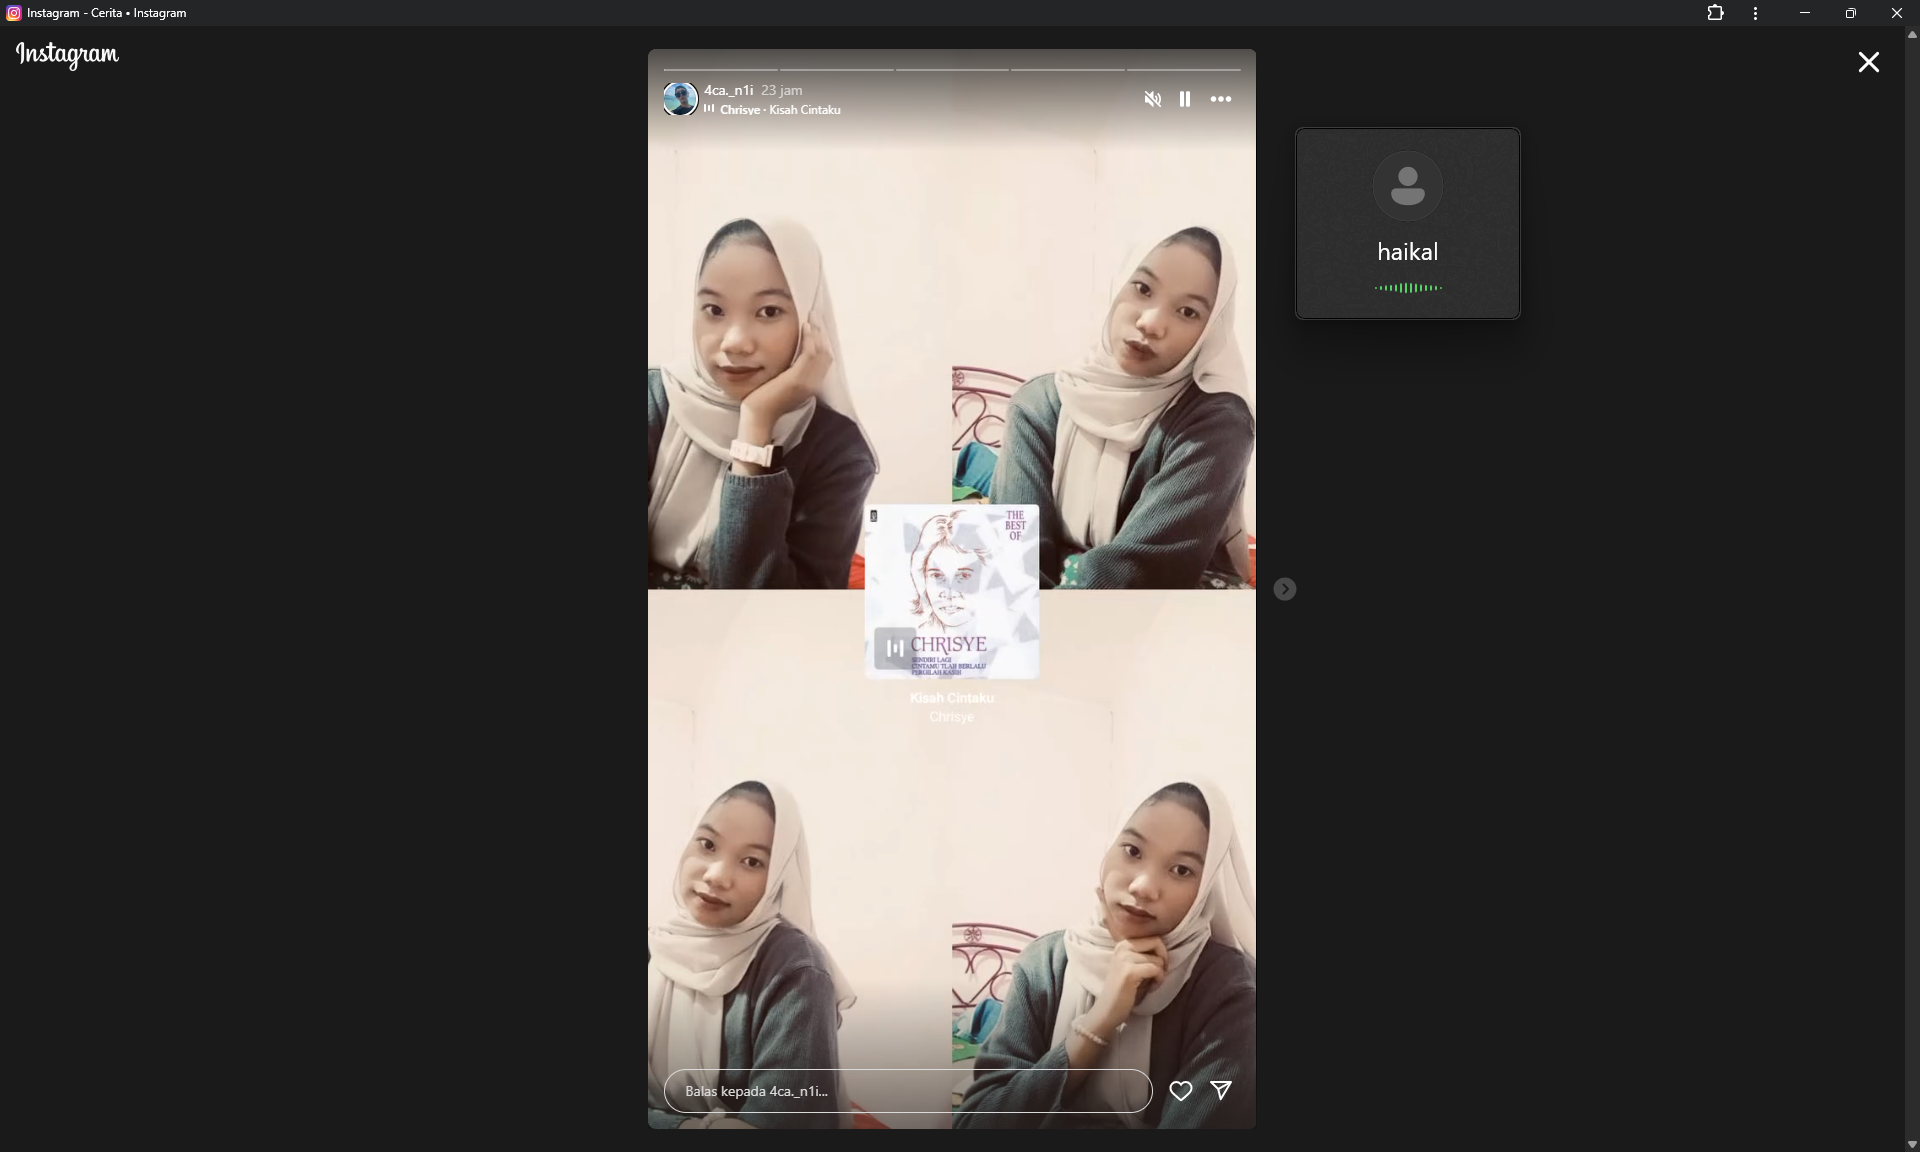 Instagram - Cerita • Instagram
Instagram
4ca._n1i 23 jam
Chrisye · Kisah Cintaku
haikal
THE
BEST
OF
CHRISYE
SENDIRI LAGI
CINTAMU TLAH BERLALU
PERGILAH KASIH
Kisah Cintaku
Chrisye
Balas kepada 4ca._n1i...